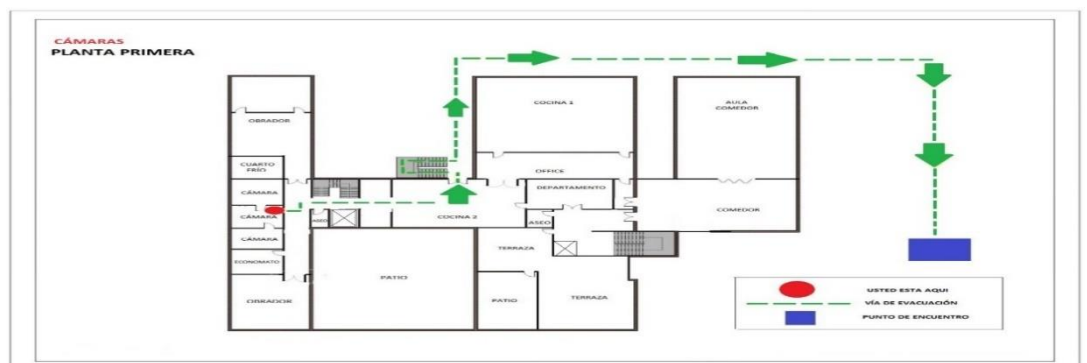 CÁMARAS
PLANTA PRIMERA
OBRADOR
CUARTO
FRÍO
CÁMARA
CÁMARA
CÁMARA
ECONOMATO
OBRADOR
ASEO
COCINA 1
OFFICE
DEPARTAMENTO
COCINA 2
ASEO
PATIO
TERRAZA
PATIO
TERRAZA
AULA
COMEDOR
COMEDOR
USTED ESTA AQUI
VÍA DE EVACUACIÓN
PUNTO DE ENCUENTRO